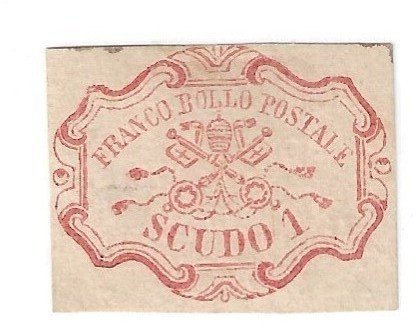 FRANCO BOLLO POSTALE
SCUDO 1